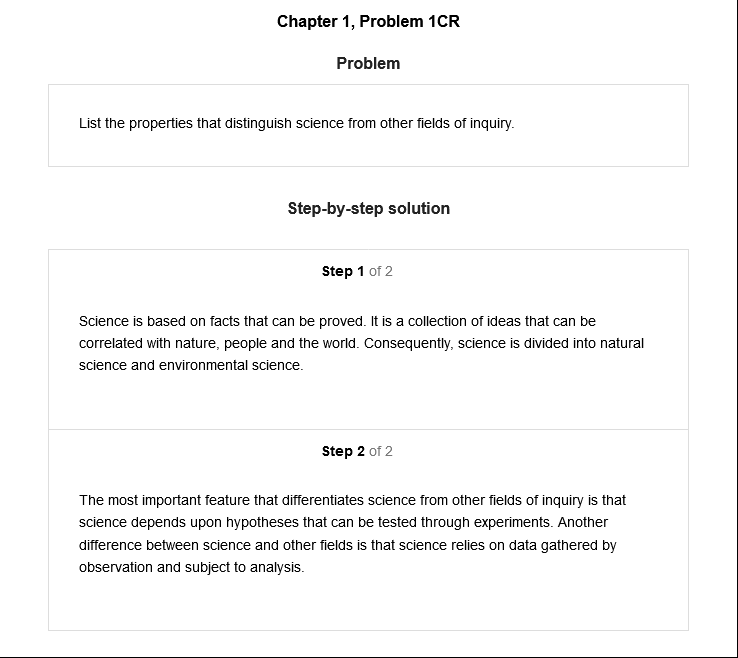 Chapter 1, Problem 1CR
Problem
List the properties that distinguish science from other fields of inquiry.
Step-by-step solution
Step 1 of 2
Science is based on facts that can be proved. It is a collection of ideas that can be
correlated with nature, people and the world. Consequently, science is divided into natural
science and environmental science.
Step 2 of 2
The most important feature that differentiates science from other fields of inquiry is that
science depends upon hypotheses that can be tested through experiments. Another
difference between science and other fields is that science relies on data gathered by
observation and subject to analysis.